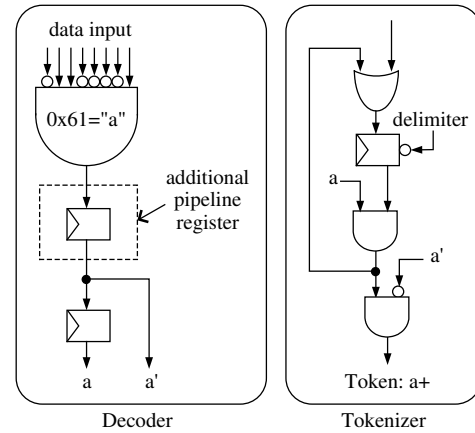 data input
0x61="a"
additional
pipeline
register
a
a'
Decoder
delimiter
a
a'
Token: a+
Tokenizer